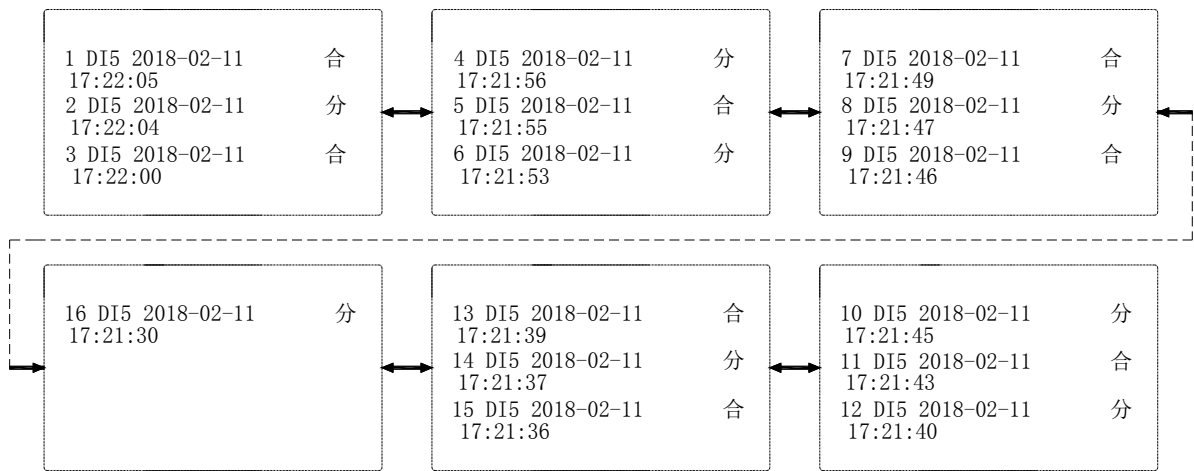 1 DI5 2018-02-11 合
17:22:05
2 DI5 2018-02-11 分
17:22:04
3 DI5 2018-02-11 合
17:22:00
4 DI5 2018-02-11 分
17:21:56
5 DI5 2018-02-11 合
17:21:55
6 DI5 2018-02-11 分
17:21:53
7 DI5 2018-02-11 合
17:21:49
8 DI5 2018-02-11 分
17:21:47
9 DI5 2018-02-11 合
17:21:46
16 DI5 2018-02-11 分
17:21:30
13 DI5 2018-02-11 合
17:21:39
14 DI5 2018-02-11 分
17:21:37
15 DI5 2018-02-11 合
17:21:36
10 DI5 2018-02-11 分
17:21:45
11 DI5 2018-02-11 合
17:21:43
12 DI5 2018-02-11 分
17:21:40